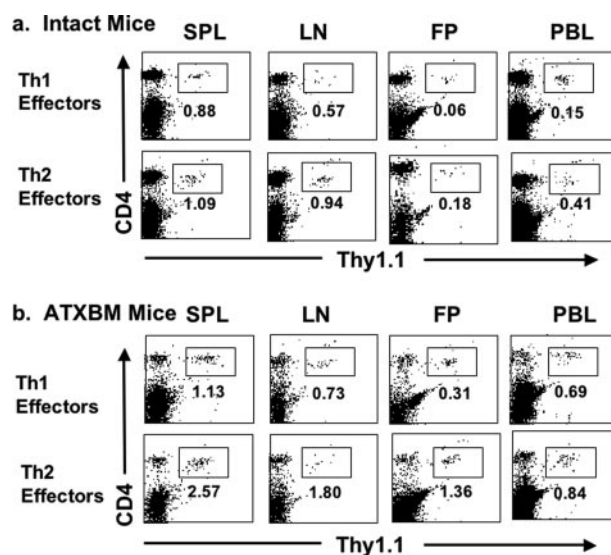 a. Intact Mice
SPL LN FP PBL
Th1 Effectors
0.88 0.57 0.06 0.15
Th2 Effectors
1.09 0.94 0.18 0.41
CD4
Thy1.1
b. ATXBM Mice
SPL LN FP PBL
Th1 Effectors
1.13 0.73 0.31 0.69
Th2 Effectors
2.57 1.80 1.36 0.84
CD4
Thy1.1